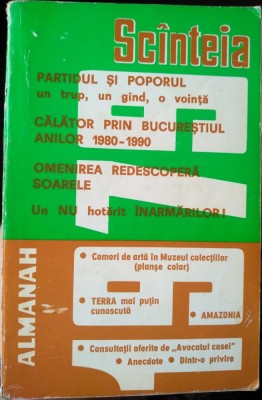 Scînteia
PARTIDUL ȘI POPORUL
un trup, un gînd, o voință
CĂLĂTOR PRIN BUCUREȘTIUL
ANILOR 1980-1990
OMENIREA REDESCOPERĂ
SOARELE
Un NU hotărît ÎNARMĂRILOR!
ALMANAH
1979
• Comori de artă în Muzeul colecțiilor
(planșe color)
• TERRA mai puțin
cunoscută
• AMAZONIA
• Consultații oferite de „Avocatul casei”
• Anecdote • Dintr-o privire